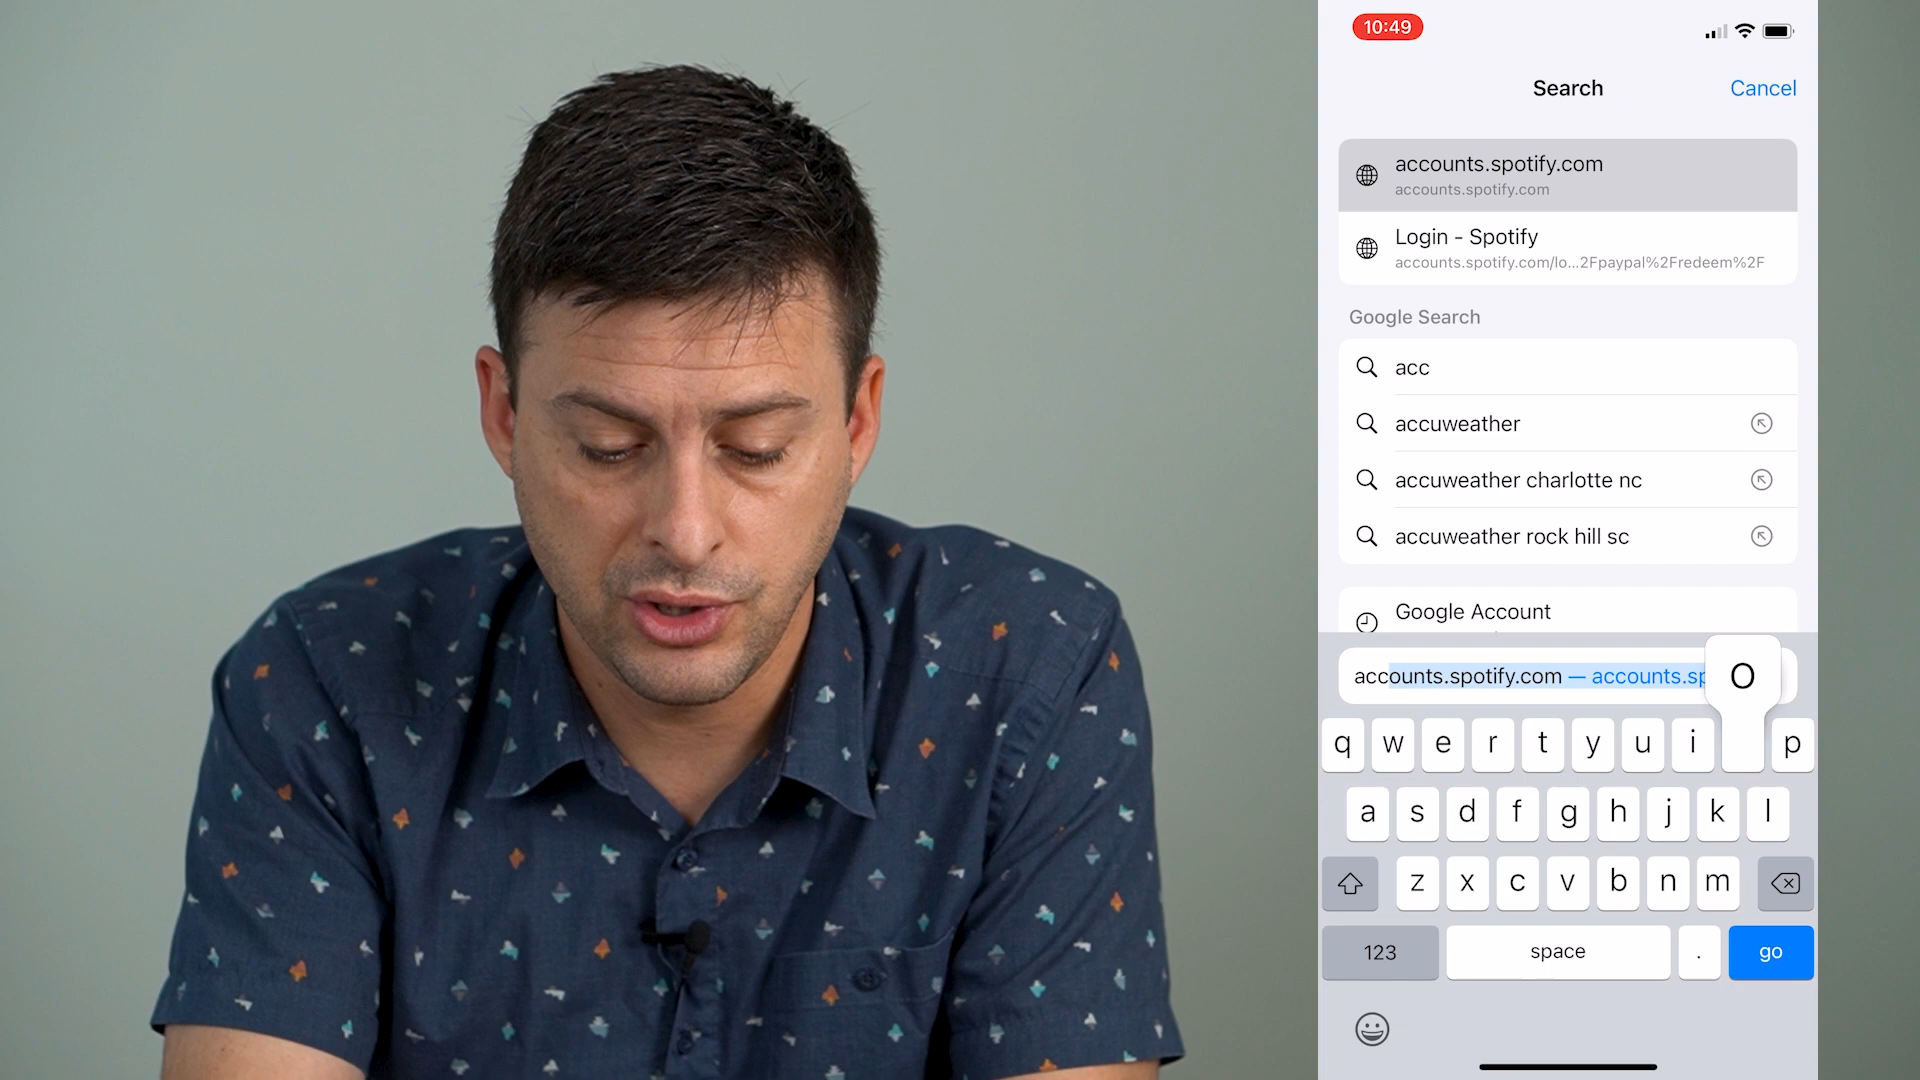 10:49
Search
Cancel
accounts.spotify.com
accounts.spotify.com
Login - Spotify
accounts.spotify.com/lo...2Fpaypal%2Fredeem%2F
Google Search
acc
accuweather
accuweather charlotte nc
accuweather rock hill sc
Google Account
accounts.spotify.com — accounts.sp
O
q w e r t y u i p
a s d f g h j k l
z x c v b n m
123 space . go